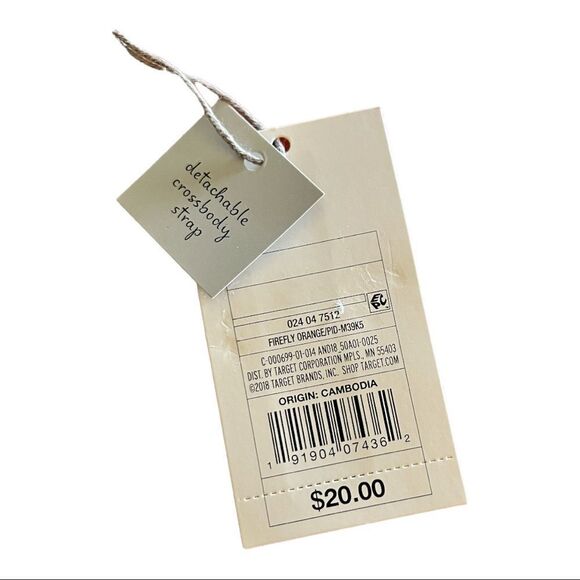 detachable
crossbody
strap
024 04 7512
FIREFLY ORANGE/PID-M39K5
C-000699-01-014 AND18 50A01-0025
DIST. BY TARGET CORPORATION MPLS, MN 55403
©2018 TARGET BRANDS, INC. SHOP TARGET.COM
ORIGIN: CAMBODIA
1 91904 07436 2
$20.00